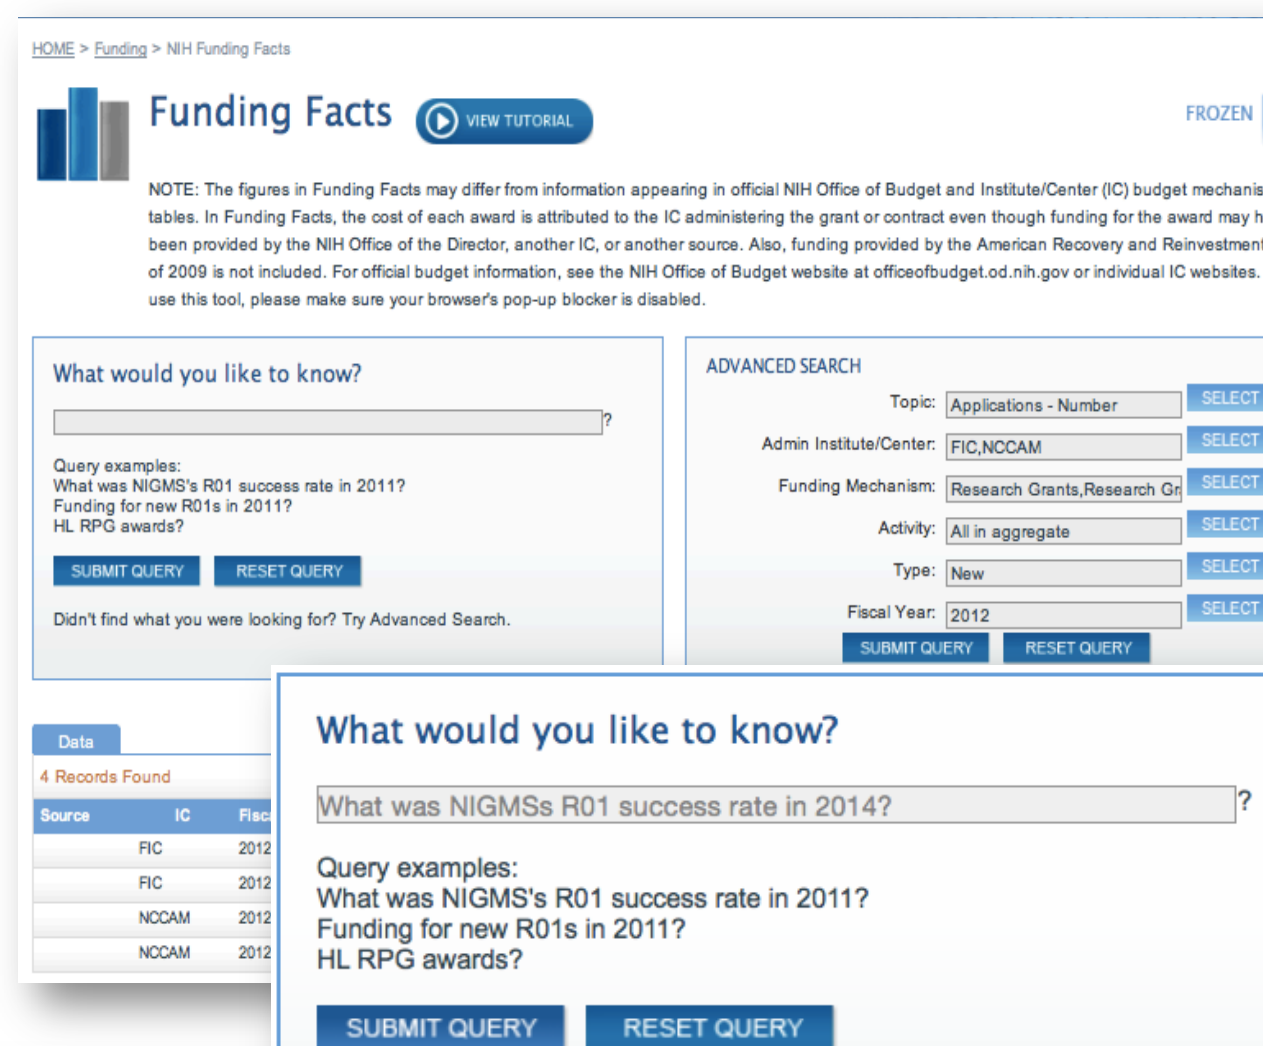 HOME > Funding > NIH Funding Facts
Funding Facts
VIEW TUTORIAL
FROZEN
NOTE: The figures in Funding Facts may differ from information appearing in official NIH Office of Budget and Institute/Center (IC) budget mechanis
tables. In Funding Facts, the cost of each award is attributed to the IC administering the grant or contract even though funding for the award may h
been provided by the NIH Office of the Director, another IC, or another source. Also, funding provided by the American Recovery and Reinvestment
of 2009 is not included. For official budget information, see the NIH Office of Budget website at officeofbudget.od.nih.gov or individual IC websites.
use this tool, please make sure your browser's pop-up blocker is disabled.
What would you like to know?
?
Query examples:
What was NIGMS's R01 success rate in 2011?
Funding for new R01s in 2011?
HL RPG awards?
SUBMIT QUERY RESET QUERY
Didn't find what you were looking for? Try Advanced Search.
ADVANCED SEARCH
Topic: Applications - Number SELECT
Admin Institute/Center: FIC,NCCAM SELECT
Funding Mechanism: Research Grants,Research Gr SELECT
Activity: All in aggregate SELECT
Type: New SELECT
Fiscal Year: 2012 SELECT
SUBMIT QUERY RESET QUERY
Data
4 Records Found
Source IC Fisca
FIC 2012
FIC 2012
NCCAM 2012
NCCAM 2012
What would you like to know?
What was NIGMSs R01 success rate in 2014? ?
Query examples:
What was NIGMS's R01 success rate in 2011?
Funding for new R01s in 2011?
HL RPG awards?
SUBMIT QUERY RESET QUERY